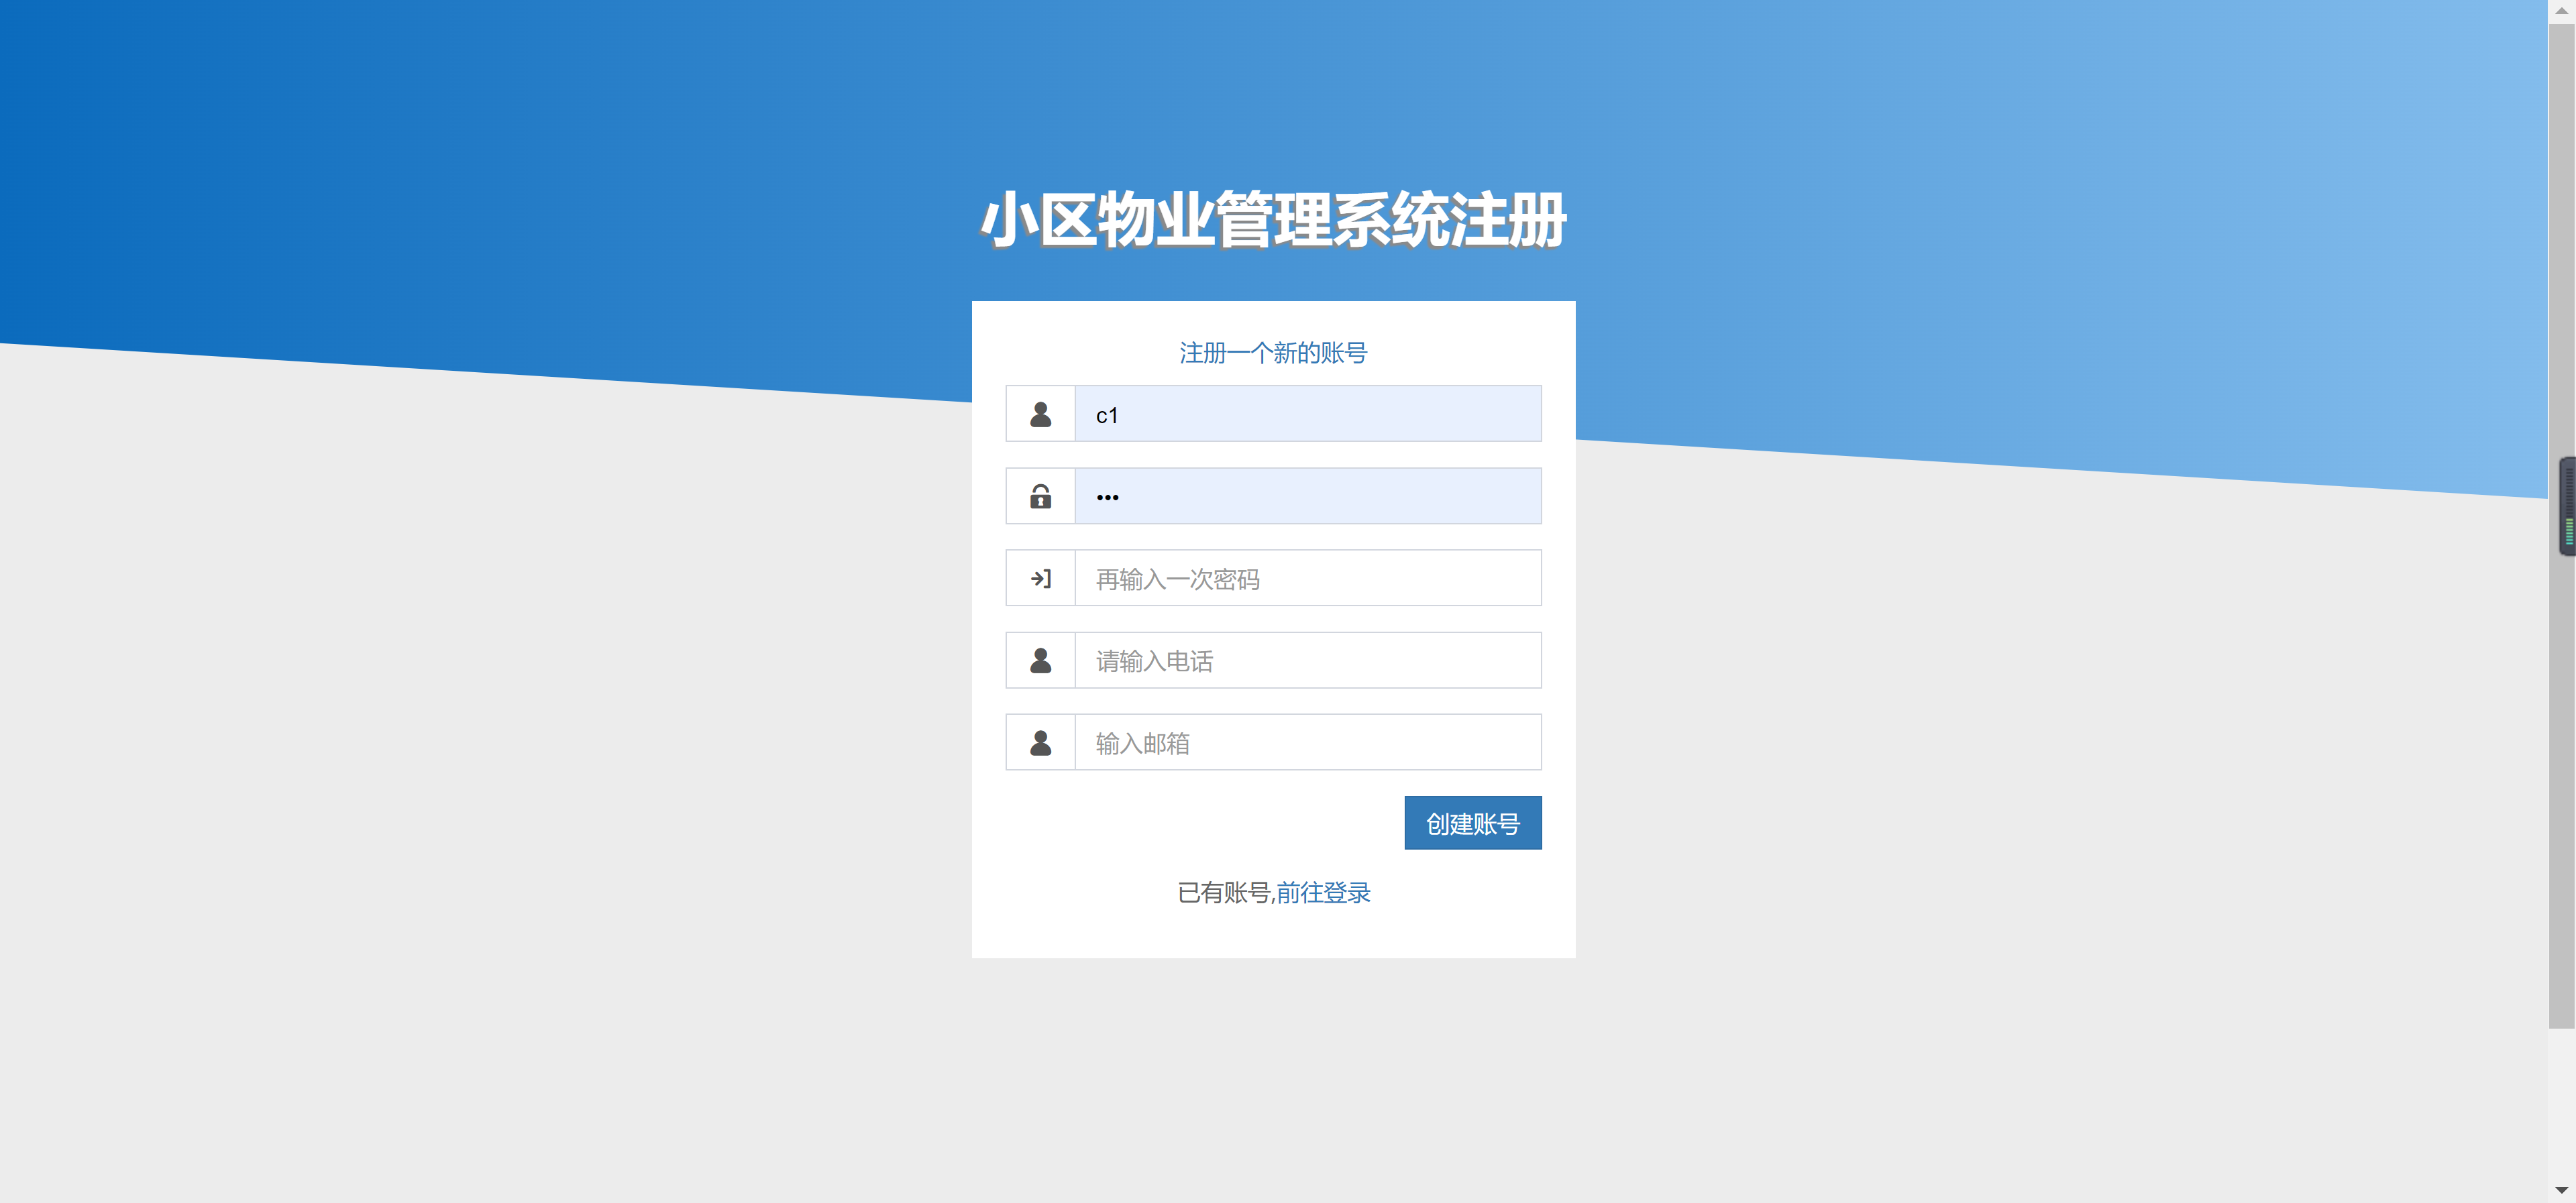 小区物业管理系统注册
注册一个新的账号
c1
•••
再输入一次密码
请输入电话
输入邮箱
创建账号
已有账号,前往登录